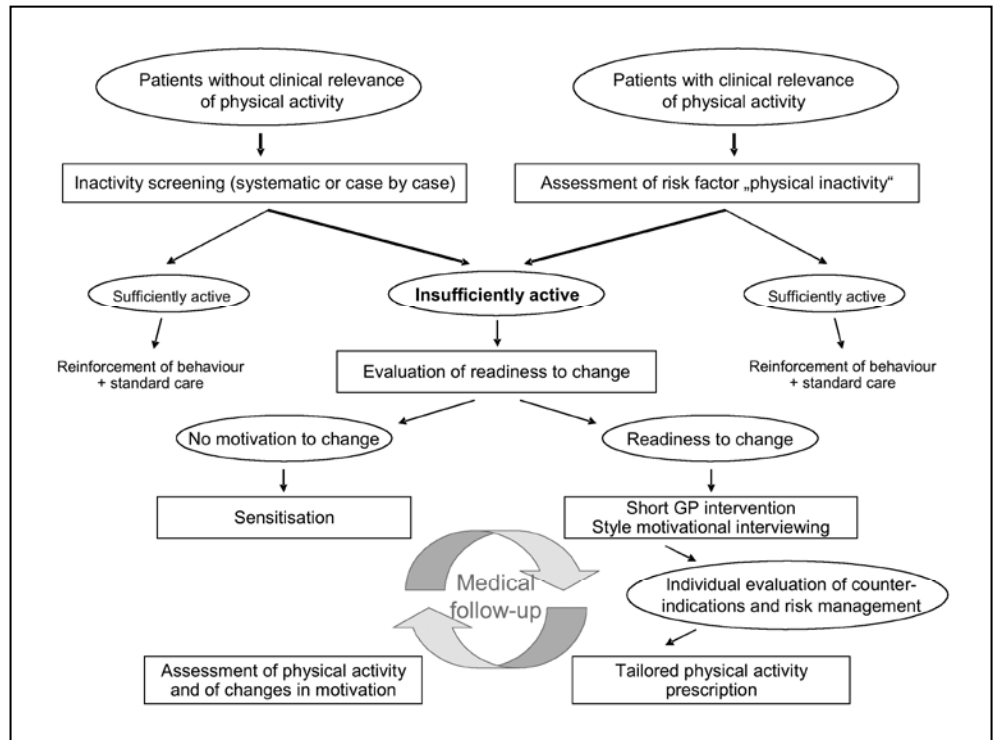 Patients without clinical relevance
of physical activity
Patients with clinical relevance
of physical activity
Inactivity screening (systematic or case by case)
Assessment of risk factor „physical inactivity“
Sufficiently active
Insufficiently active
Sufficiently active
Reinforcement of behaviour
+ standard care
Evaluation of readiness to change
Reinforcement of behaviour
+ standard care
No motivation to change
Readiness to change
Sensitisation
Short GP intervention
Style motivational interviewing
Medical
follow-up
Individual evaluation of counter-
indications and risk management
Assessment of physical activity
and of changes in motivation
Tailored physical activity
prescription